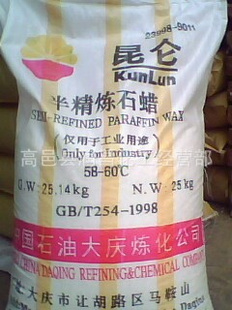 昆仑
KunLun
半精炼石蜡
SEMI-REFINED PARAFFIN WAX
(仅用于工业用途)
Only for Industry)
58-60℃
G.W:25.14kg N.W:25kg
GB/T254-1998
中国石油大庆炼化公司
CHINA DAQING REFINING&CHEMICAL COMPANY
大庆市让胡路区马鞍山